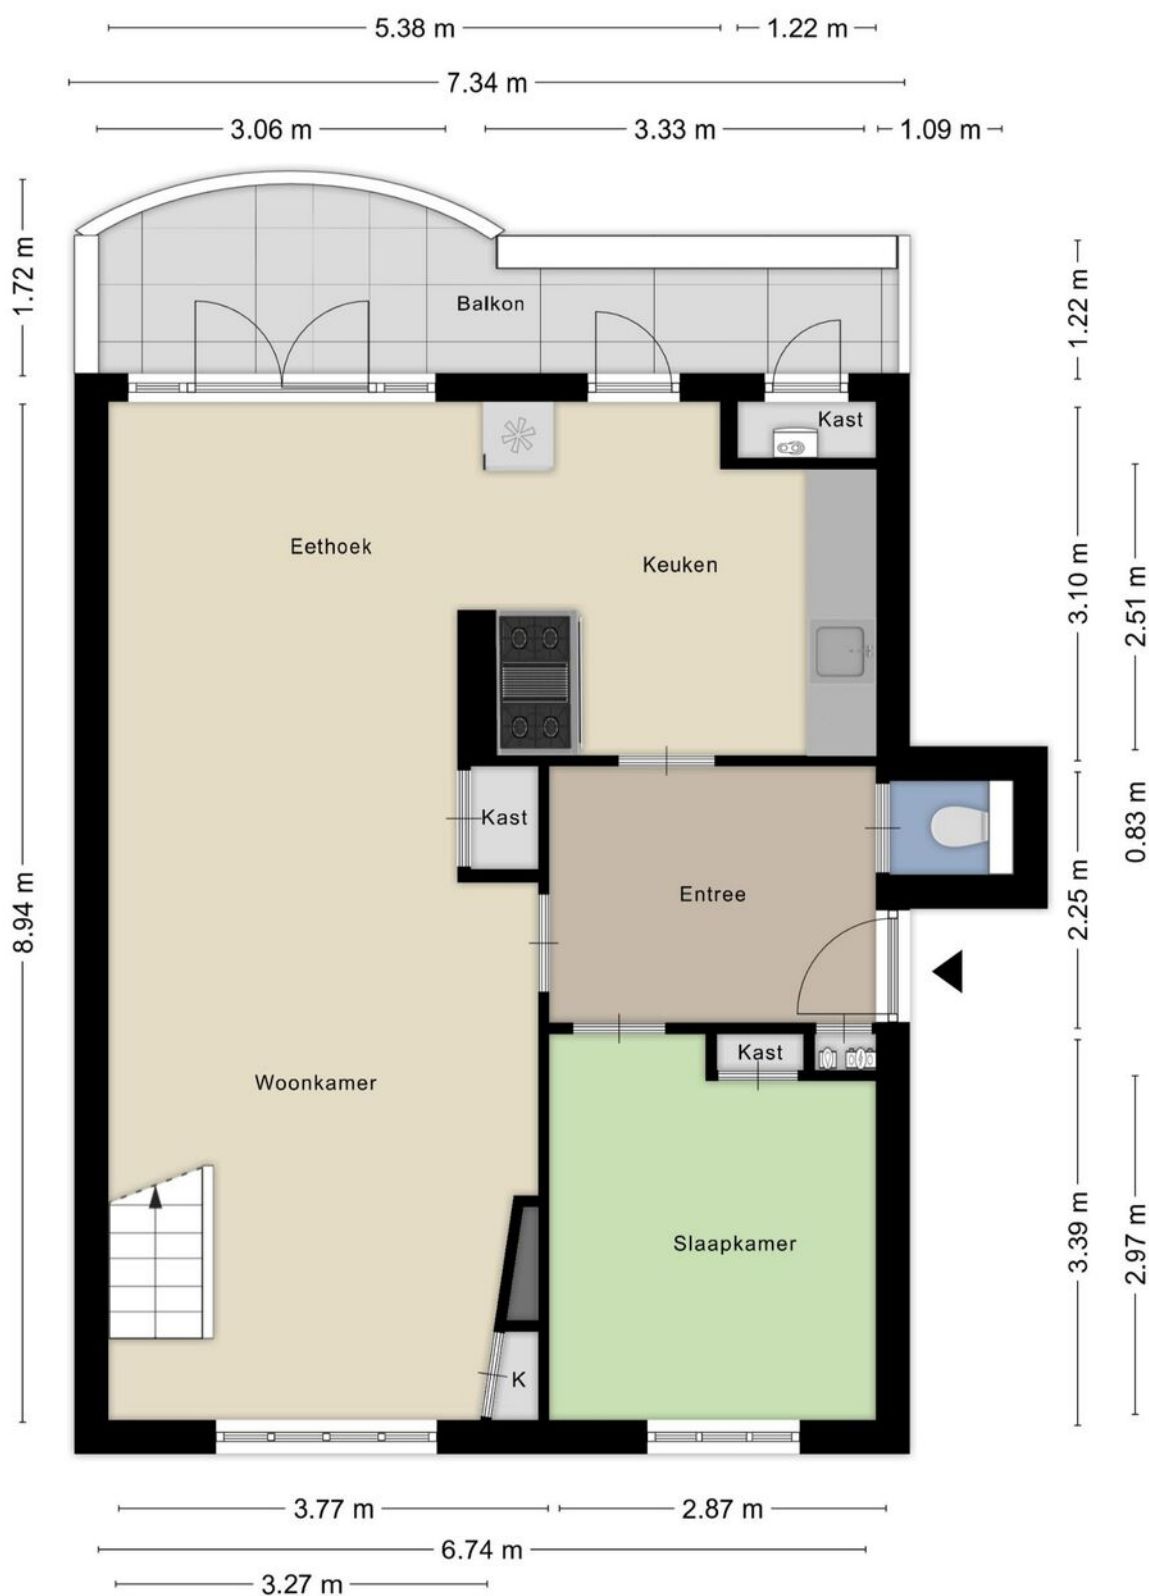 5.38 m
1.22 m
7.34 m
3.06 m
3.33 m
1.09 m
1.72 m
1.22 m
Balkon
Kast
Eethoek
Keuken
3.10 m
2.51 m
Kast
0.83 m
Entree
2.25 m
8.94 m
Kast
Woonkamer
Slaapkamer
3.39 m
2.97 m
K
3.77 m
2.87 m
6.74 m
3.27 m